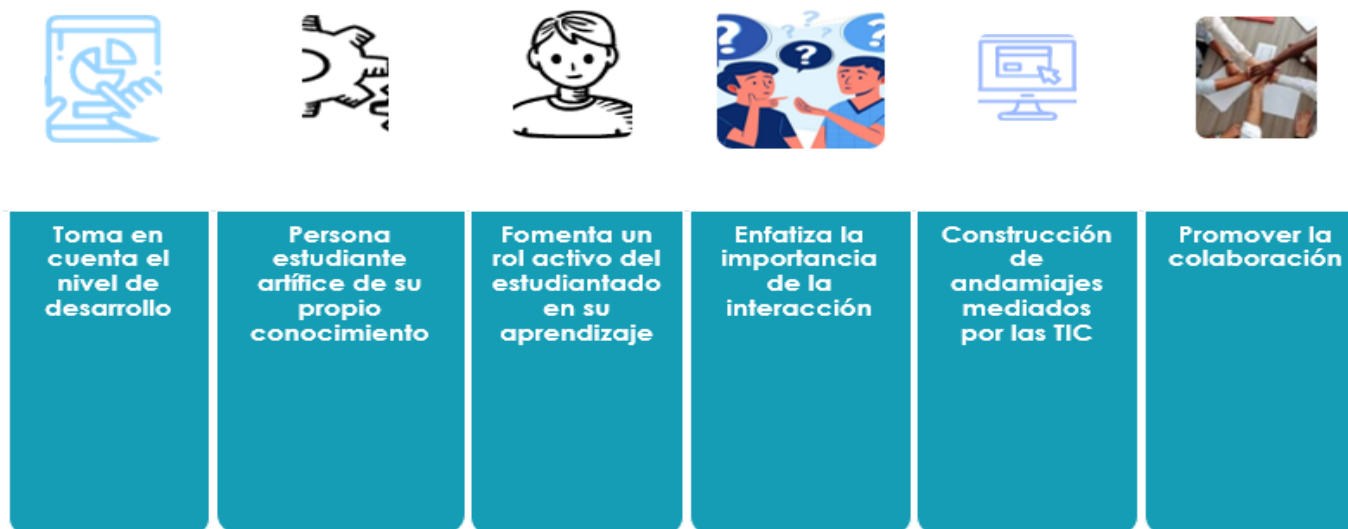 Toma en
cuenta el
nivel de
desarrollo
Persona
estudiante
artífice de su
propio
conocimiento
Fomenta un
rol activo del
estudiantado
en su
aprendizaje
Enfatiza la
importancia
de la
interacción
Construcción
de
andamiajes
mediados
por las TIC
Promover la
colaboración